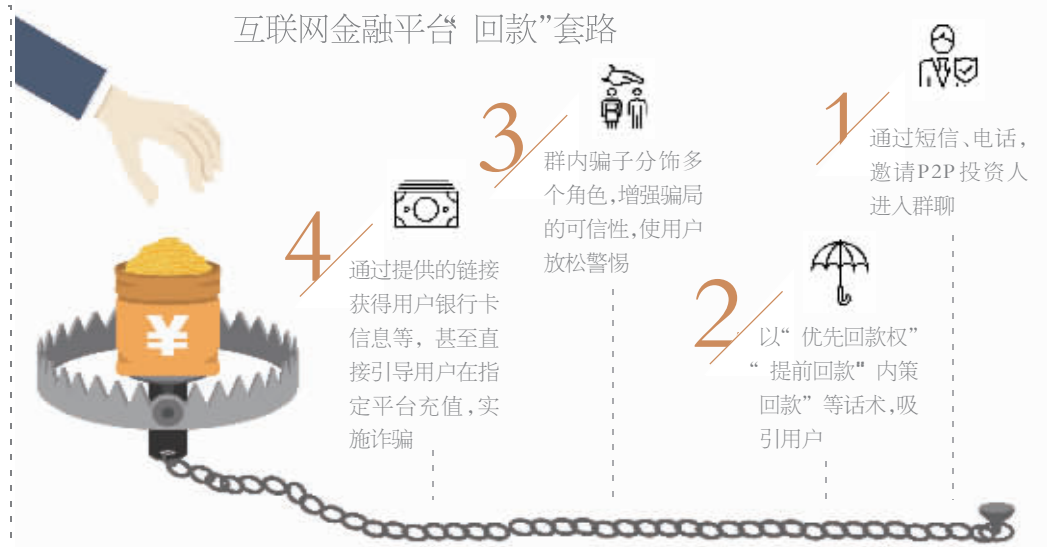 互联网金融平台“回款”套路
1
通过短信、电话，
邀请P2P投资人
进入群聊
2
以“优先回款权”
“提前回款"内策
回款”等话术，吸
引用户
3
群内骗子分饰多
个角色，增强骗局
的可信性，使用户
放松警惕
4
通过提供的链接
获得用户银行卡
信息等，甚至直
接引导用户在指
定平台充值，实
施诈骗
¥